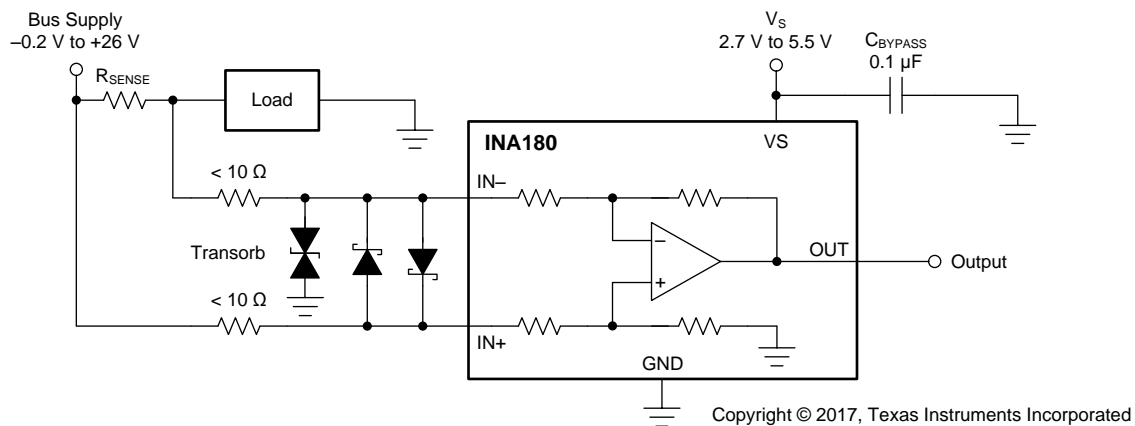 Bus Supply
–0.2 V to +26 V
RSENSE
Load
VS
2.7 V to 5.5 V
CBYPASS
0.1 µF
INA180
VS
< 10 Ω
IN–
Transorb
–
OUT
Output
+
< 10 Ω
IN+
GND
Copyright © 2017, Texas Instruments Incorporated